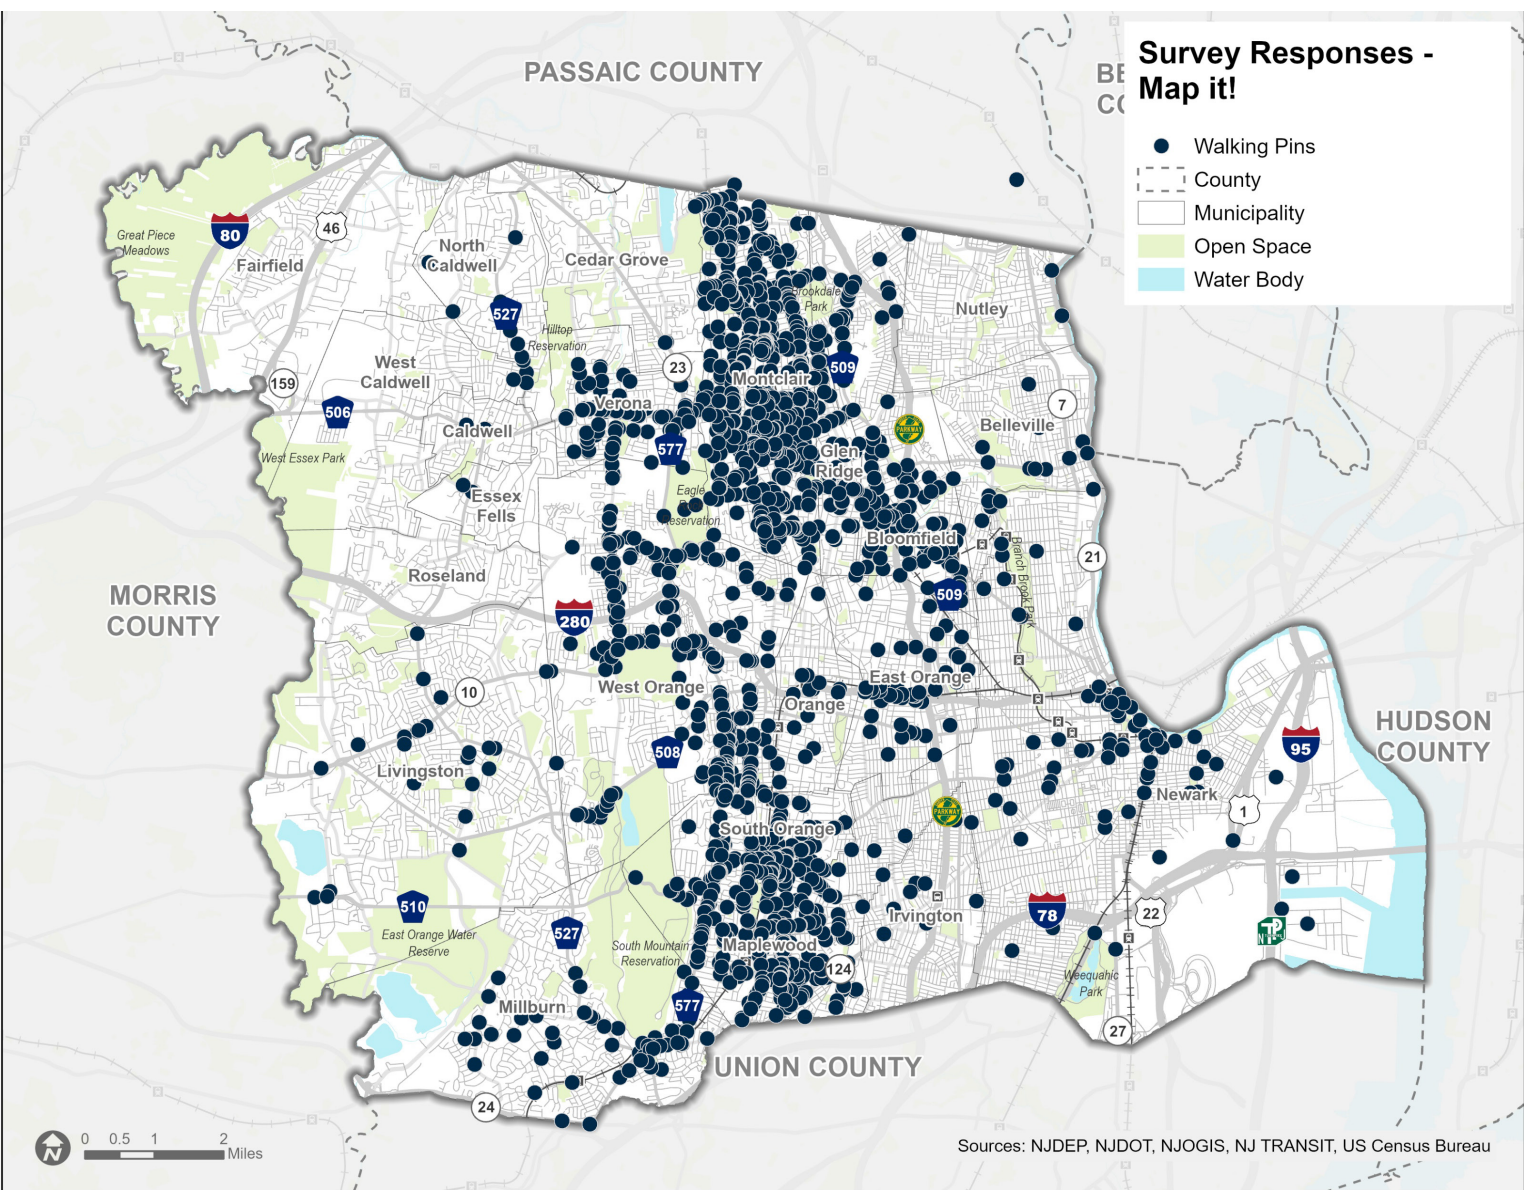 Survey Responses -
Map it!
Walking Pins
County
Municipality
Open Space
Water Body
PASSAIC COUNTY
BE
CO
MORRIS
COUNTY
HUDSON
COUNTY
UNION COUNTY
Great Piece
Meadows
80
46
Fairfield
North
Caldwell
Cedar Grove
527
Hilltop
Reservation
Brookdale
Park
Nutley
West
Caldwell
159
506
23
509
Montclair
Verona
7
Caldwell
PARKWAY
Belleville
577
Glen
Ridge
West Essex Park
Essex
Fells
Eagle
Reservation
Bloomfield
Branch Brook Park
21
Roseland
509
280
10
West Orange
East Orange
Orange
508
95
Livingston
Newark
1
PARKWAY
South Orange
510
527
East Orange Water
Reserve
South Mountain
Reservation
Maplewood
Irvington
78
22
124
NTP
Weequahic
Park
Millburn
577
27
24
N
0 0.5 1 2
Miles
Sources: NJDEP, NJDOT, NJOGIS, NJ TRANSIT, US Census Bureau